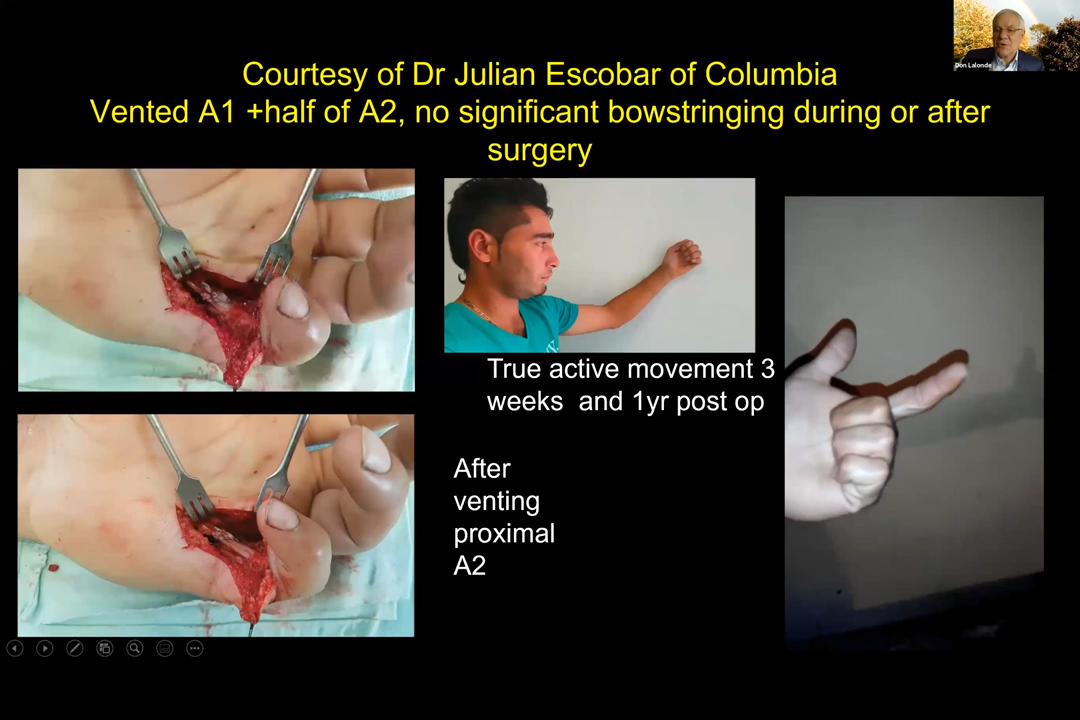 Don Lalonde
Courtesy of Dr Julian Escobar of Columbia
Vented A1 +half of A2, no significant bowstringing during or after
surgery
True active movement 3
weeks and 1yr post op
After
venting
proximal
A2